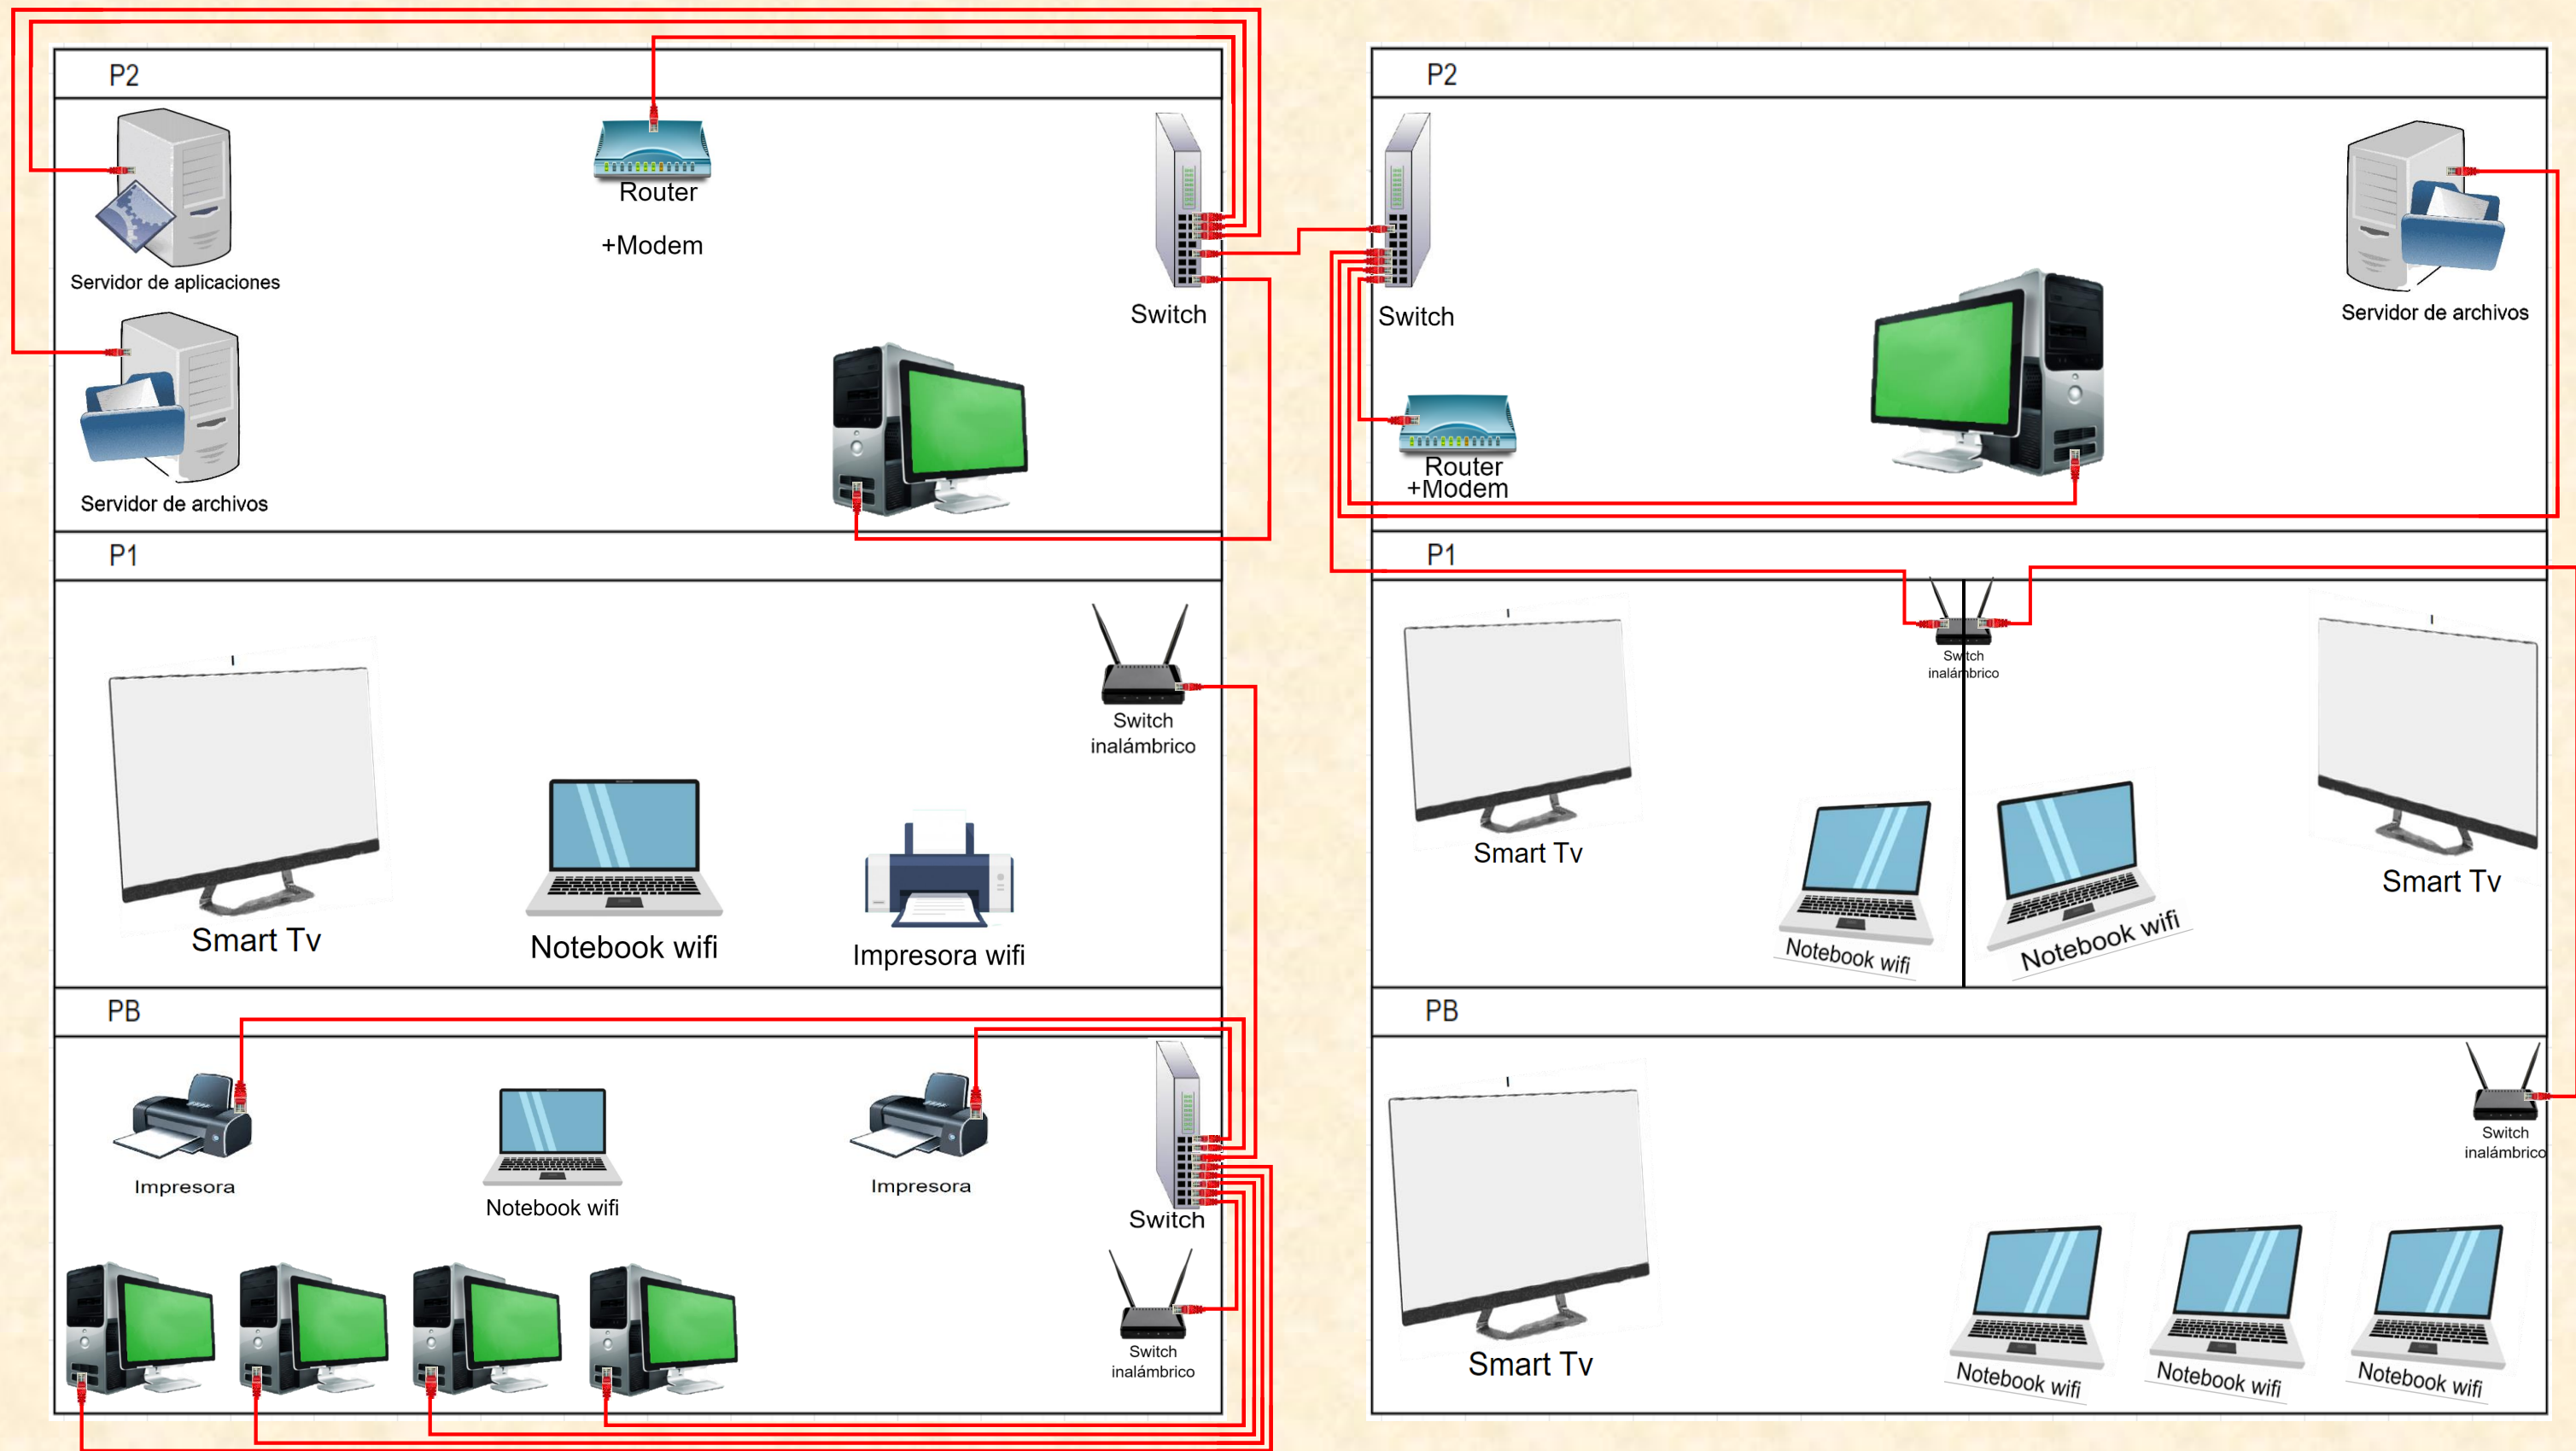 P2
Router
+Modem
Servidor de aplicaciones
Switch
Servidor de archivos
P1
Switch
inalámbrico
Smart Tv
Notebook wifi
Impresora wifi
PB
Impresora
Notebook wifi
Impresora
Switch
Switch
inalámbrico
P2
Switch
Servidor de archivos
Router
+Modem
P1
Switch
inalámbrico
Smart Tv
Notebook wifi
Notebook wifi
Smart Tv
PB
Switch
inalámbrico
Smart Tv
Notebook wifi
Notebook wifi
Notebook wifi